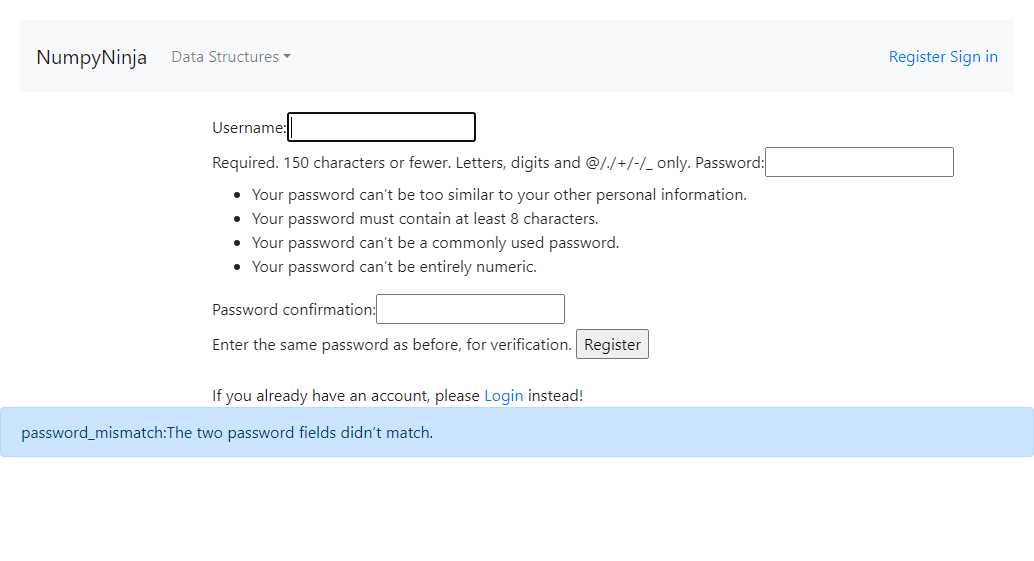 NumpyNinja Data Structures Register Sign in
Username:
Required. 150 characters or fewer. Letters, digits and @/./+/-/_ only. Password:
Your password can't be too similar to your other personal information.
Your password must contain at least 8 characters.
Your password can't be a commonly used password.
Your password can't be entirely numeric.
Password confirmation:
Enter the same password as before, for verification. Register
If you already have an account, please Login instead!
password_mismatch:The two password fields didn't match.